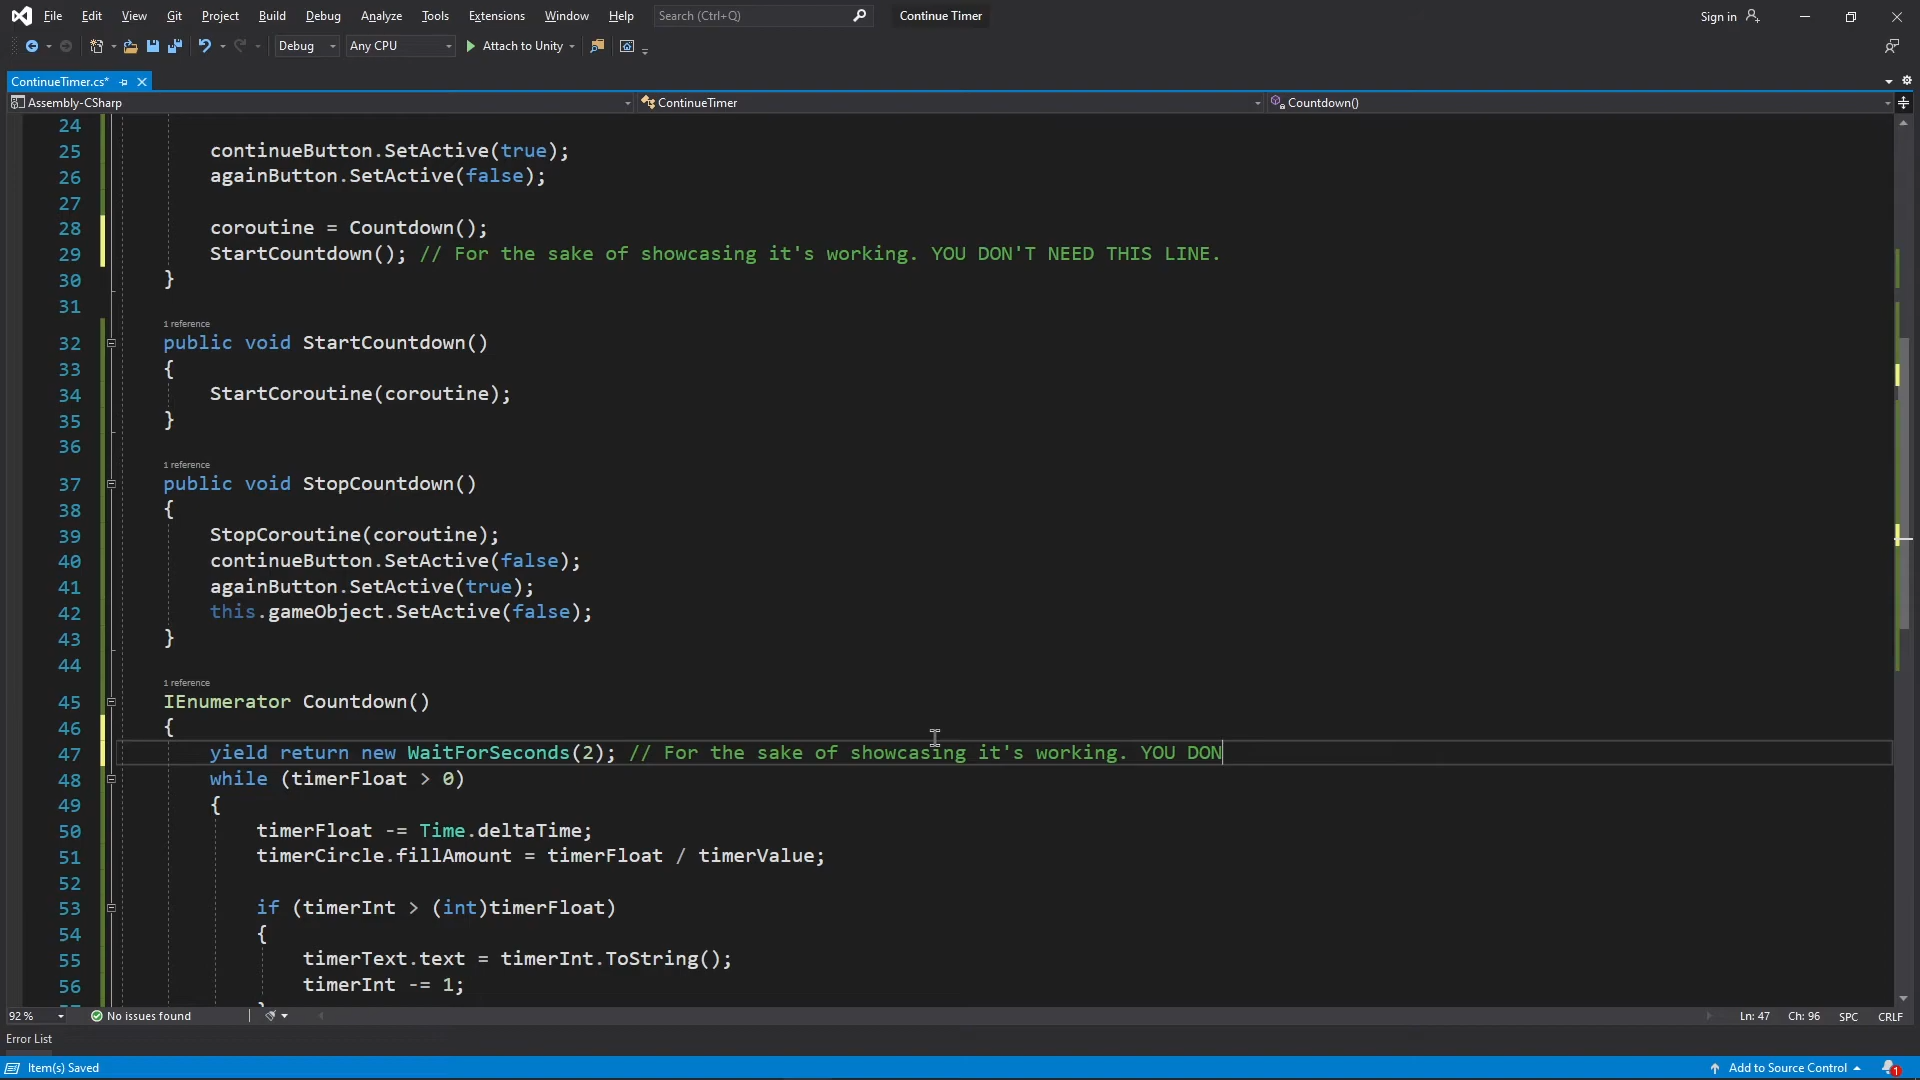 File Edit View Git Project Build Debug Analyze Tools Extensions Window Help Search (Ctrl+Q) Continue Timer Sign in
Debug Any CPU Attach to Unity
ContinueTimer.cs*
Assembly-CSharp ContinueTimer Countdown()
24
25 continueButton.SetActive(true);
26 againButton.SetActive(false);
27
28 coroutine = Countdown();
29 StartCountdown(); // For the sake of showcasing it's working. YOU DON'T NEED THIS LINE.
30 }
31
1 reference
32 public void StartCountdown()
33 {
34 StartCoroutine(coroutine);
35 }
36
1 reference
37 public void StopCountdown()
38 {
39 StopCoroutine(coroutine);
40 continueButton.SetActive(false);
41 againButton.SetActive(true);
42 this.gameObject.SetActive(false);
43 }
44
1 reference
45 IEnumerator Countdown()
46 {
47 yield return new WaitForSeconds(2); // For the sake of showcasing it's working. YOU DON
48 while (timerFloat > 0)
49 {
50 timerFloat -= Time.deltaTime;
51 timerCircle.fillAmount = timerFloat / timerValue;
52
53 if (timerInt > (int)timerFloat)
54 {
55 timerText.text = timerInt.ToString();
56 timerInt -= 1;
92 % No issues found Ln: 47 Ch: 96 SPC CRLF
Error List
Item(s) Saved Add to Source Control 1